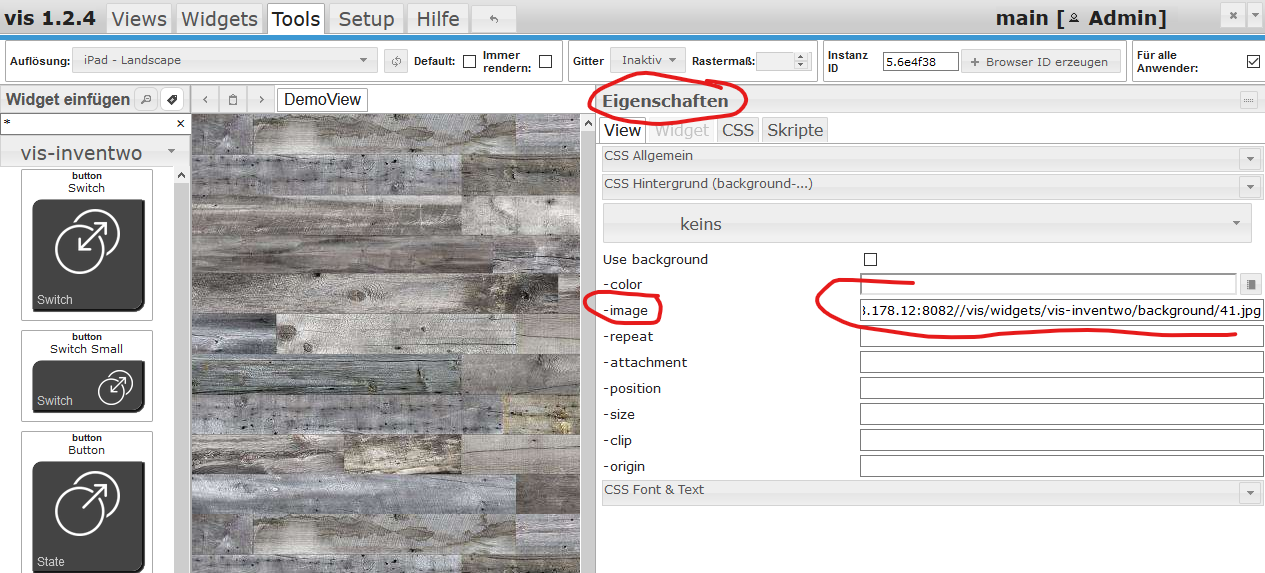 vis 1.2.4 Views Widgets Tools Setup Hilfe main [ Admin]
Auflösung: iPad - Landscape Default: Immer rendern: Gitter Inaktiv Rastermaß: Instanz ID 5.6e4f38 + Browser ID erzeugen Für alle Anwender:
Widget einfügen DemoView Eigenschaften
*
View Widget CSS Skripte
vis-inventwo
CSS Allgemein
button
Switch
CSS Hintergrund (background-...)
keins
Use background
-color
Switch
-image 3.178.12:8082//vis/widgets/vis-inventwo/background/41.jpg
button
-repeat
Switch Small
-attachment
-position
Switch
-size
button
-clip
Button
-origin
CSS Font & Text
State